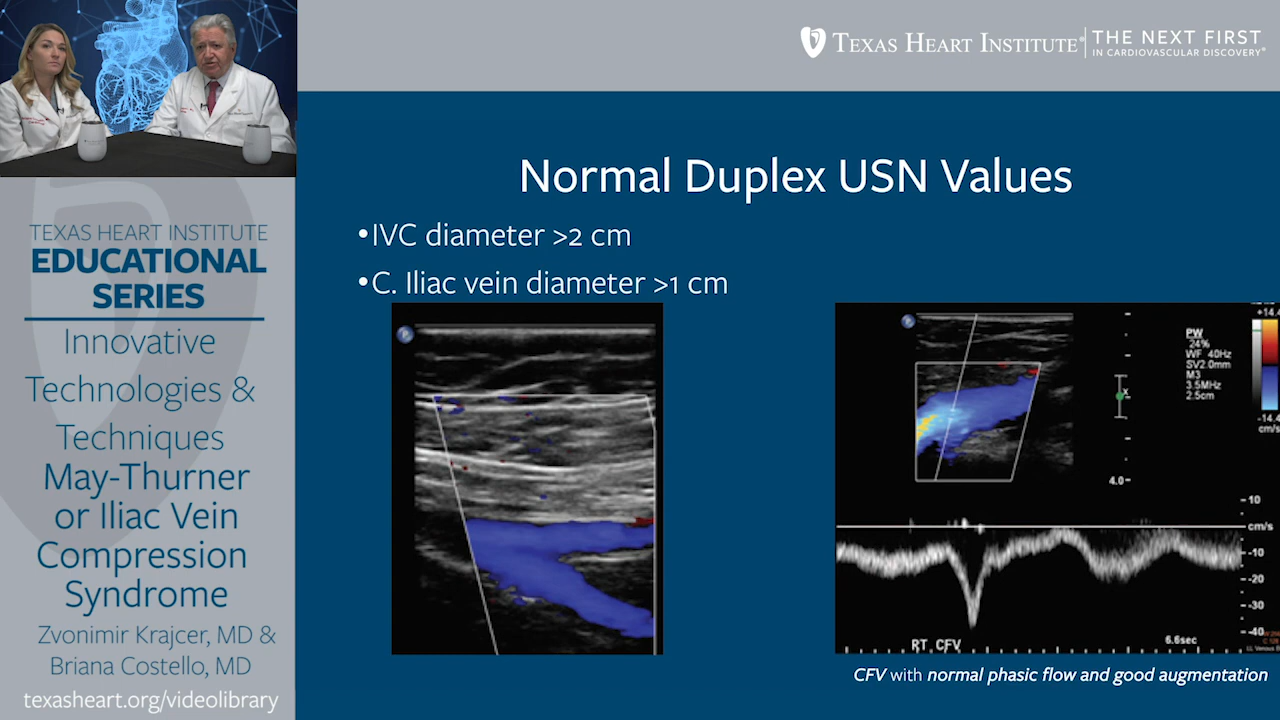 TEXAS HEART INSTITUTE®
THE NEXT FIRST
IN CARDIOVASCULAR DISCOVERY®
TEXAS HEART INSTITUTE
EDUCATIONAL
SERIES
Innovative
Technologies &
Techniques
May-Thurner
or Iliac Vein
Compression
Syndrome
Zvonimir Krajcer, MD &
Briana Costello, MD
texasheart.org/videolibrary
Normal Duplex USN Values
•IVC diameter >2 cm
•C. Iliac vein diameter >1 cm
PW
24%
WF 40Hz
SV2.0mm
M3
3.5MHz
2.5cm
+14.4
-14.4
cm/s
x
4.0
10
cm/s
-10
-20
-30
-40
RT CFV
6.6sec
CFV with normal phasic flow and good augmentation